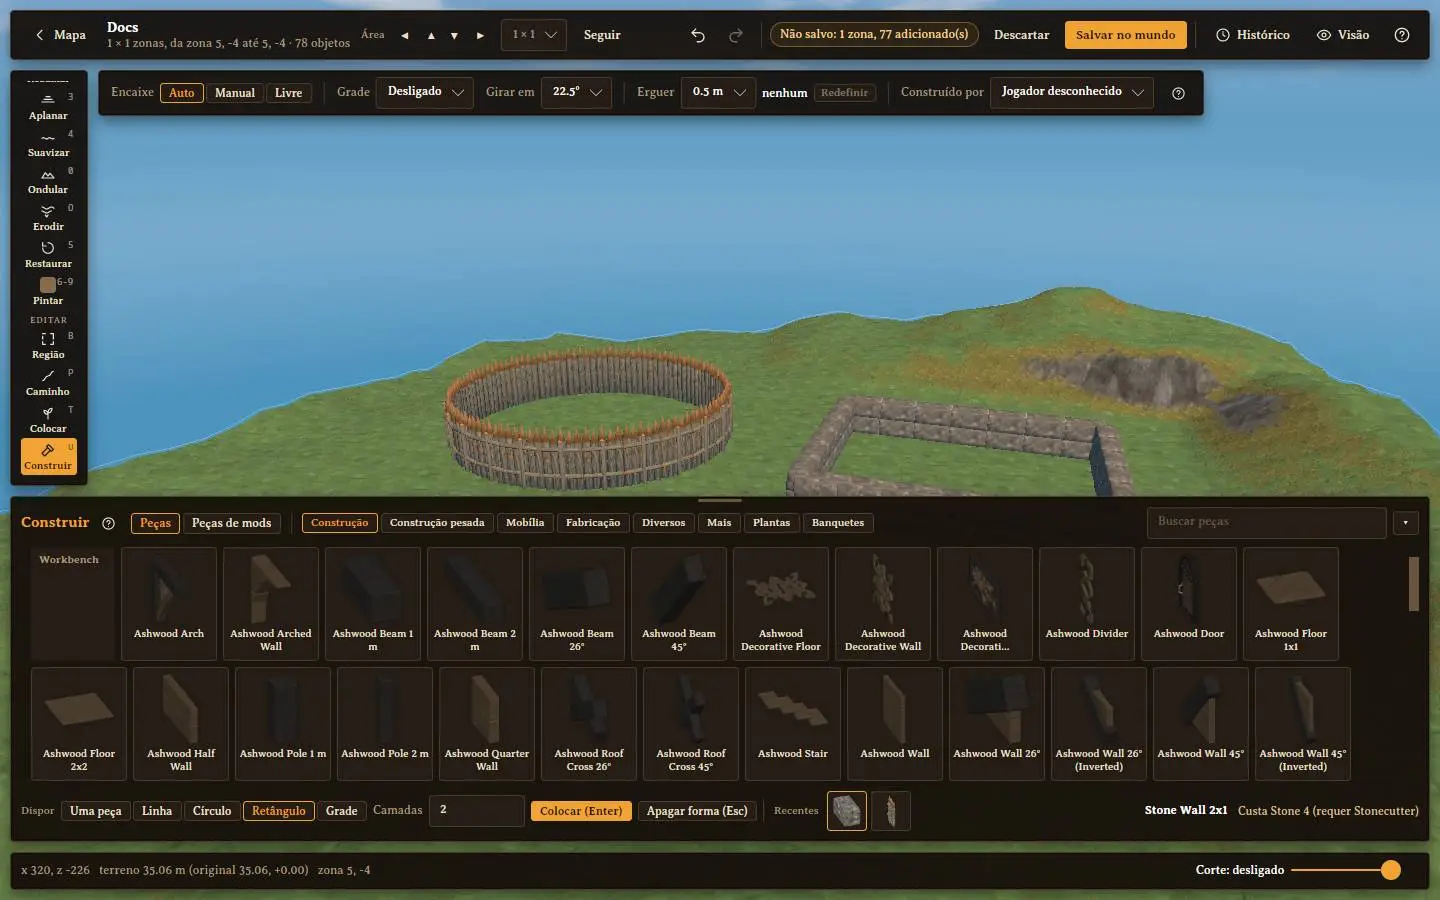 Mapa
Docs
1 × 1 zonas, da zona 5, -4 até 5, -4 · 78 objetos
Área
1 × 1
Seguir
Não salvo: 1 zona, 77 adicionado(s)
Descartar
Salvar no mundo
Histórico
Visão
Encaixe
Auto
Manual
Livre
Grade
Desligado
Girar em
22.5°
Erguer
0.5 m
nenhum
Redefinir
Construído por
Jogador desconhecido
3
Aplanar
4
Suavizar
0
Ondular
O
Erodir
5
Restaurar
6-9
Pintar
EDITAR
B
Região
P
Caminho
T
Colocar
U
Construir
Construir
Peças
Peças de mods
Construção
Construção pesada
Mobília
Fabricação
Diversos
Mais
Plantas
Banquetes
Buscar peças
Workbench
Ashwood Arch
Ashwood Arched
Wall
Ashwood Beam 1
m
Ashwood Beam 2
m
Ashwood Beam
26°
Ashwood Beam
45°
Ashwood
Decorative Floor
Ashwood
Decorative Wall
Ashwood
Decorati...
Ashwood Divider
Ashwood Door
Ashwood Floor
1x1
Ashwood Floor
2x2
Ashwood Half
Wall
Ashwood Pole 1 m
Ashwood Pole 2 m
Ashwood Quarter
Wall
Ashwood Roof
Cross 26°
Ashwood Roof
Cross 45°
Ashwood Stair
Ashwood Wall
Ashwood Wall 26°
Ashwood Wall 26°
(Inverted)
Ashwood Wall 45°
Ashwood Wall 45°
(Inverted)
Dispor
Uma peça
Linha
Círculo
Retângulo
Grade
Camadas
2
Colocar (Enter)
Apagar forma (Esc)
Recentes
Stone Wall 2x1
Custa Stone 4 (requer Stonecutter)
x 320, z -226
terreno 35.06 m (original 35.06, +0.00)
zona 5, -4
Corte: desligado